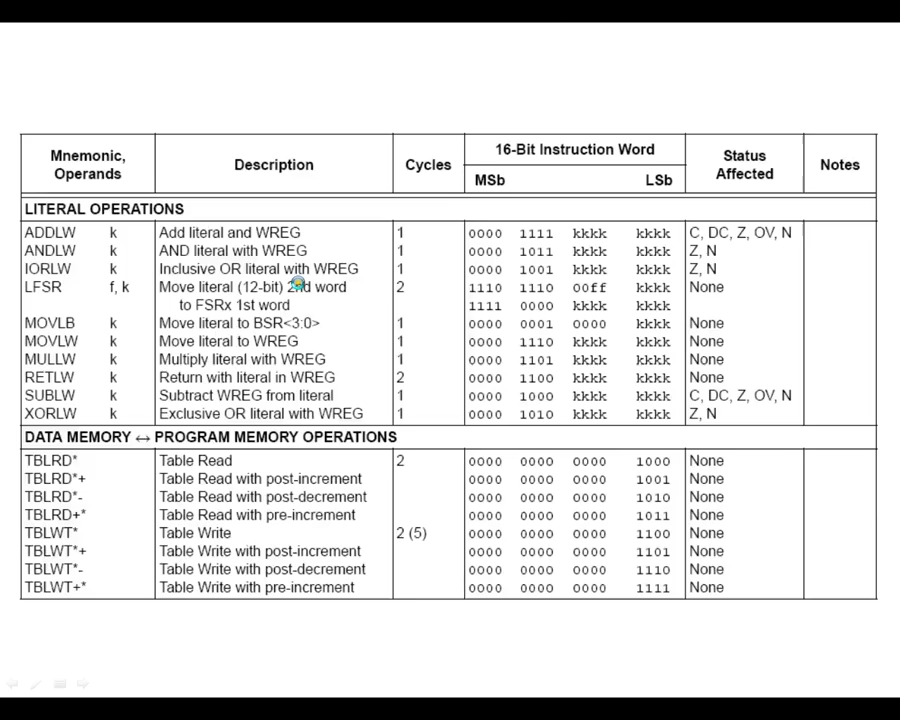 Mnemonic, Operands Description Cycles 16-Bit Instruction Word Status Affected Notes
MSb LSb
LITERAL OPERATIONS
ADDLW k Add literal and WREG 1 0000 1111 kkkk kkkk C, DC, Z, OV, N
ANDLW k AND literal with WREG 1 0000 1011 kkkk kkkk Z, N
IORLW k Inclusive OR literal with WREG 1 0000 1001 kkkk kkkk Z, N
LFSR f, k Move literal (12-bit) 2nd word 2 1110 1110 00ff kkkk None
to FSRx 1st word 1111 0000 kkkk kkkk
MOVLB k Move literal to BSR<3:0> 1 0000 0001 0000 kkkk None
MOVLW k Move literal to WREG 1 0000 1110 kkkk kkkk None
MULLW k Multiply literal with WREG 1 0000 1101 kkkk kkkk None
RETLW k Return with literal in WREG 2 0000 1100 kkkk kkkk None
SUBLW k Subtract WREG from literal 1 0000 1000 kkkk kkkk C, DC, Z, OV, N
XORLW k Exclusive OR literal with WREG 1 0000 1010 kkkk kkkk Z, N
DATA MEMORY ↔ PROGRAM MEMORY OPERATIONS
TBLRD* Table Read 2 0000 0000 0000 1000 None
TBLRD*+ Table Read with post-increment 0000 0000 0000 1001 None
TBLRD*- Table Read with post-decrement 0000 0000 0000 1010 None
TBLRD+* Table Read with pre-increment 0000 0000 0000 1011 None
TBLWT* Table Write 2 (5) 0000 0000 0000 1100 None
TBLWT*+ Table Write with post-increment 0000 0000 0000 1101 None
TBLWT*- Table Write with post-decrement 0000 0000 0000 1110 None
TBLWT+* Table Write with pre-increment 0000 0000 0000 1111 None